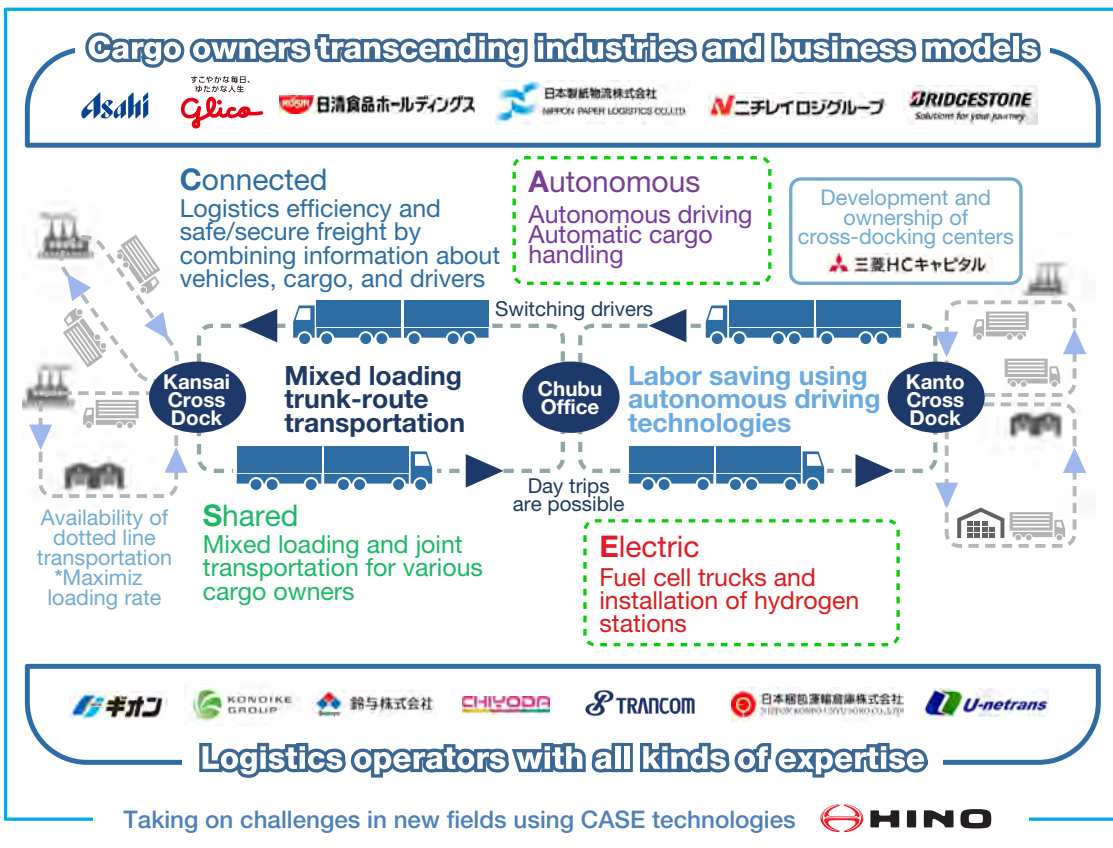 Cargo owners transcending industries and business models
Asahi
すこやかな毎日、
ゆたかな人生
Glico
NISSIN 日清食品ホールディングス
日本製紙物流株式会社
NIPPON PAPER LOGISTICS CO.,LTD.
ニチレイロジグループ
BRIDGESTONE
Solutions for your journey
Connected
Logistics efficiency and
safe/secure freight by
combining information about
vehicles, cargo, and drivers
Autonomous
Autonomous driving
Automatic cargo
handling
Development and
ownership of
cross-docking centers
三菱HCキャピタル
Switching drivers
Kansai
Cross
Dock
Mixed loading
trunk-route
transportation
Chubu
Office
Labor saving using
autonomous driving
technologies
Kanto
Cross
Dock
Day trips
are possible
Availability of
dotted line
transportation
*Maximiz
loading rate
Shared
Mixed loading and joint
transportation for various
cargo owners
Electric
Fuel cell trucks and
installation of hydrogen
stations
ギオン
KONOIKE
GROUP
鈴与株式会社
CHIYODA
TRANCOM
日本梱包運輸倉庫株式会社
NIPPON KONPO UNYU SOKO CO.,LTD.
U-netrans
Logistics operators with all kinds of expertise
Taking on challenges in new fields using CASE technologies
HINO